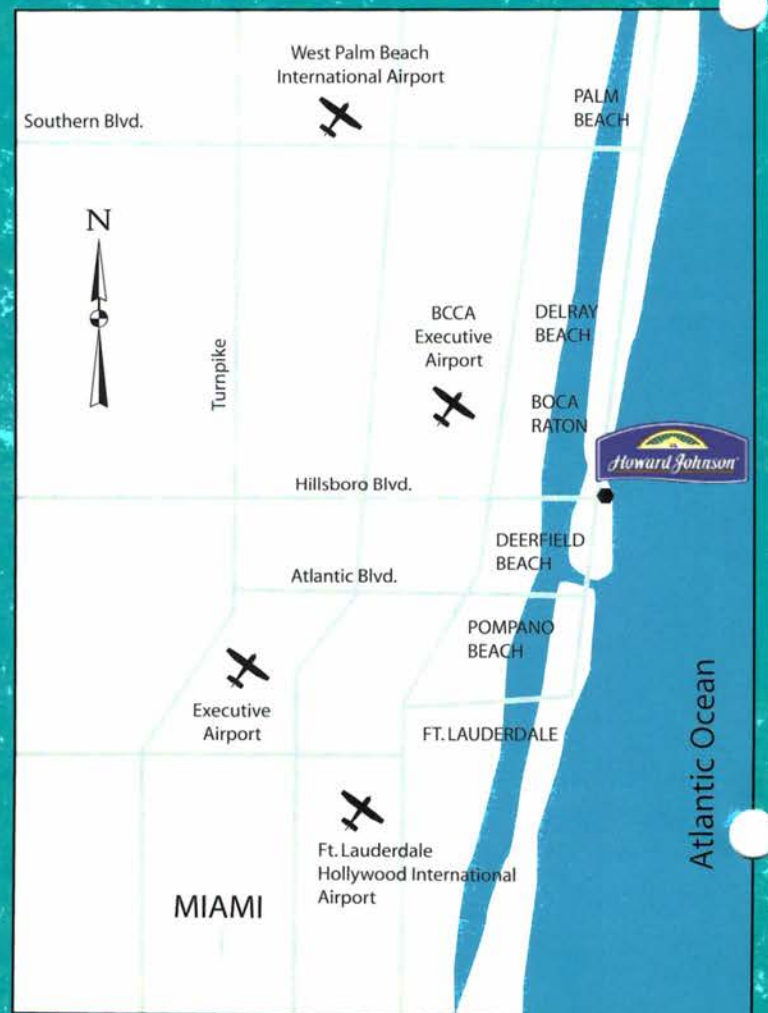 West Palm Beach
International Airport
PALM
BEACH
Southern Blvd.
N
BCCA
Executive
Airport
DELRAY
BEACH
Turnpike
BOCA
RATON
Howard Johnson
Hillsboro Blvd.
DEERFIELD
BEACH
Atlantic Blvd.
POMPANO
BEACH
Executive
Airport
FT. LAUDERDALE
Atlantic Ocean
Ft. Lauderdale
Hollywood International
Airport
MIAMI